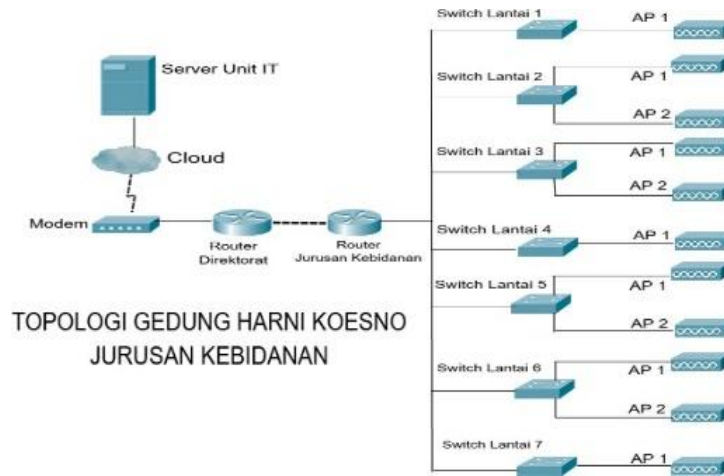 Server Unit IT
Cloud
Modem
Router
Direktorat
Router
Jurusan Kebidanan
TOPOLOGI GEDUNG HARNI KOESNO
JURUSAN KEBIDANAN
Switch Lantai 1
AP 1
Switch Lantai 2
AP 1
AP 2
Switch Lantai 3
AP 1
AP 2
Switch Lantai 4
AP 1
Switch Lantai 5
AP 1
AP 2
Switch Lantai 6
AP 1
AP 2
Switch Lantai 7
AP 1